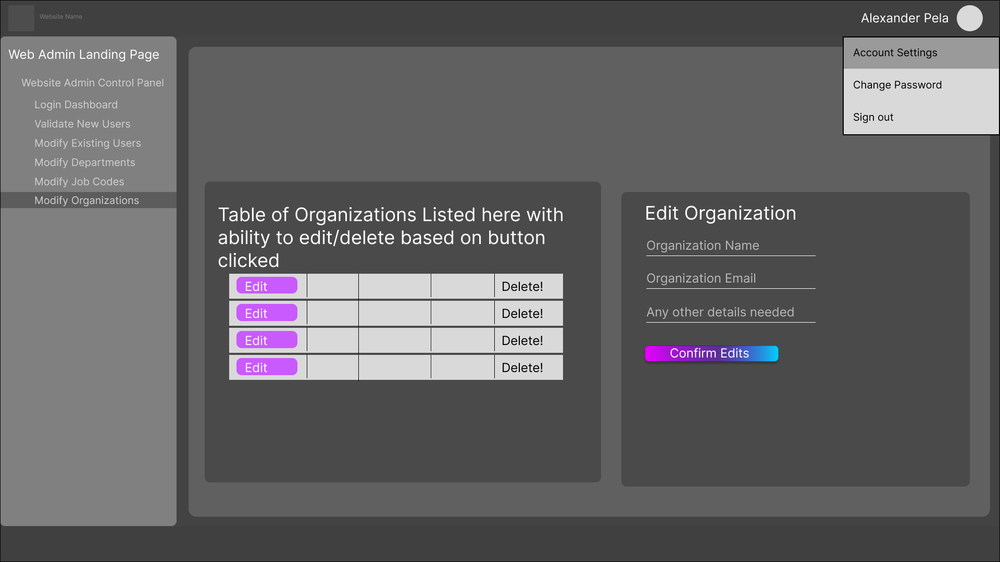 Website Name
Alexander Pela
Web Admin Landing Page
Website Admin Control Panel
Login Dashboard
Validate New Users
Modify Existing Users
Modify Departments
Modify Job Codes
Modify Organizations
Account Settings
Change Password
Sign out
Table of Organizations Listed here with
ability to edit/delete based on button
clicked
Edit Delete!
Edit Delete!
Edit Delete!
Edit Delete!
Edit Organization
Organization Name
Organization Email
Any other details needed
Confirm Edits